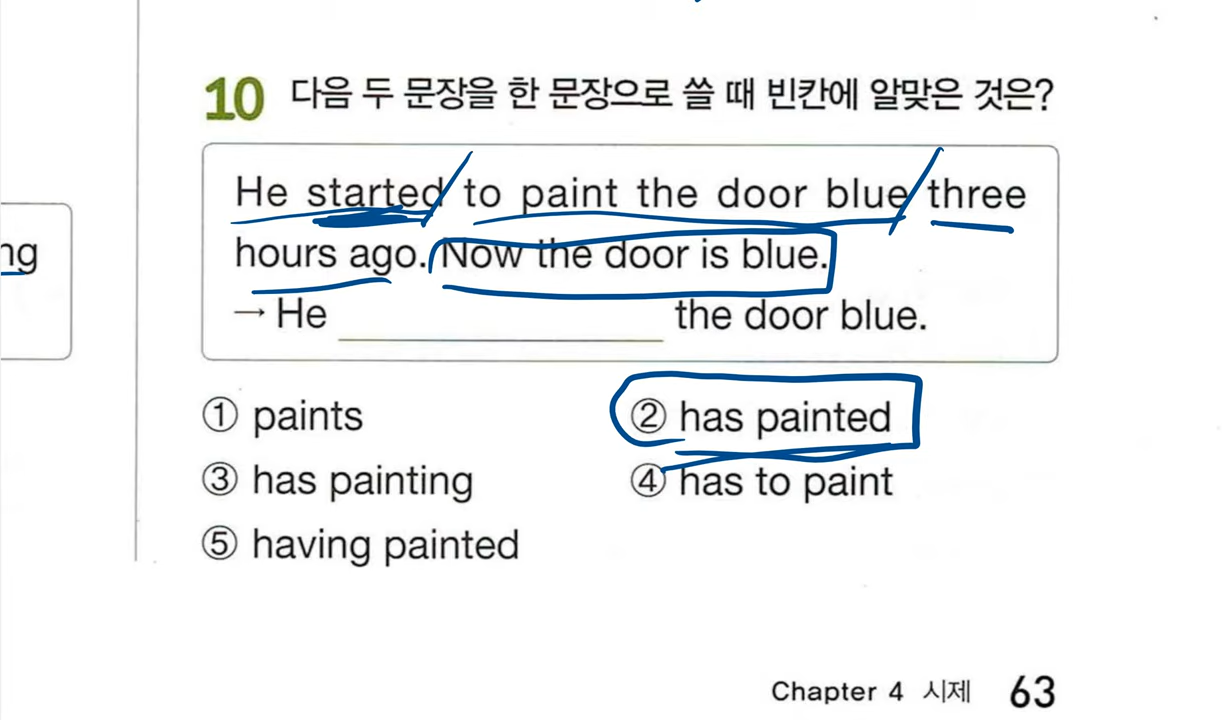 10 다음 두 문장을 한 문장으로 쓸 때 빈칸에 알맞은 것은?
He started to paint the door blue three
hours ago. Now the door is blue.
→ He ____________ the door blue.
① paints
② has painted
③ has painting
④ has to paint
⑤ having painted
ng
Chapter 4 시제 63